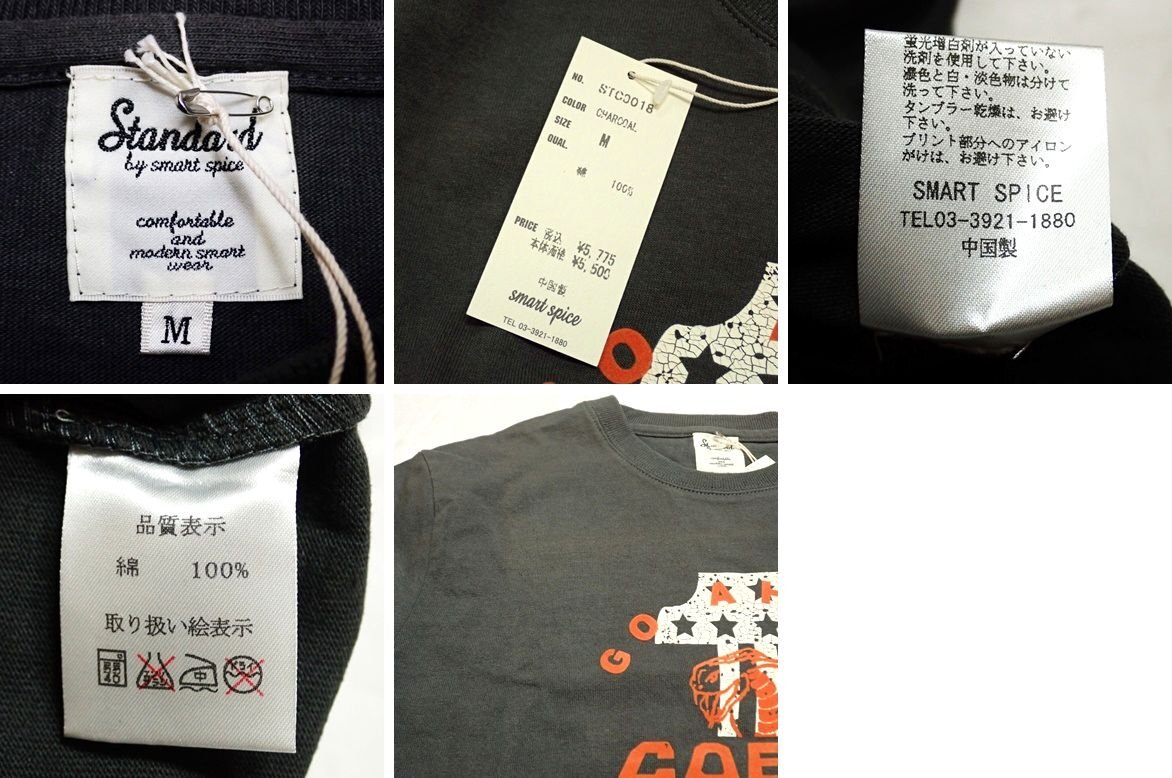 Standard
by smart spice
comfortable
and
modern smart
wear
M
NO. STC0018
COLOR CHARCOAL
SIZE M
QUAL.
綿 100%
PRICE 税込 ¥5,775
本体価格 ¥5,500
中国製
smart spice
TEL 03-3921-1880
O
蛍光増白剤が入っていない
洗剤を使用して下さい。
濃色と白・淡色物は分けて
洗って下さい。
タンブラー乾燥は、お避け
下さい。
プリント部分へのアイロン
がけは、お避け下さい。
SMART SPICE
TEL03-3921-1880
中国製
品質表示
綿 100%
取り扱い絵表示
40
中
ドライ
Standard
GO A